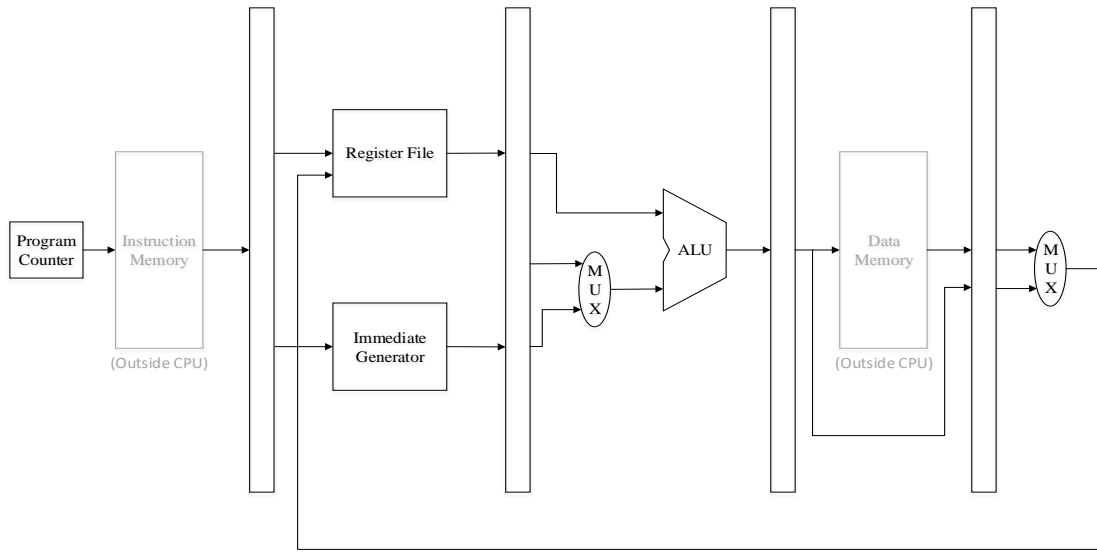 Program
Counter
Instruction
Memory
(Outside CPU)
Register File
Immediate
Generator
M
U
X
ALU
Data
Memory
(Outside CPU)
M
U
X